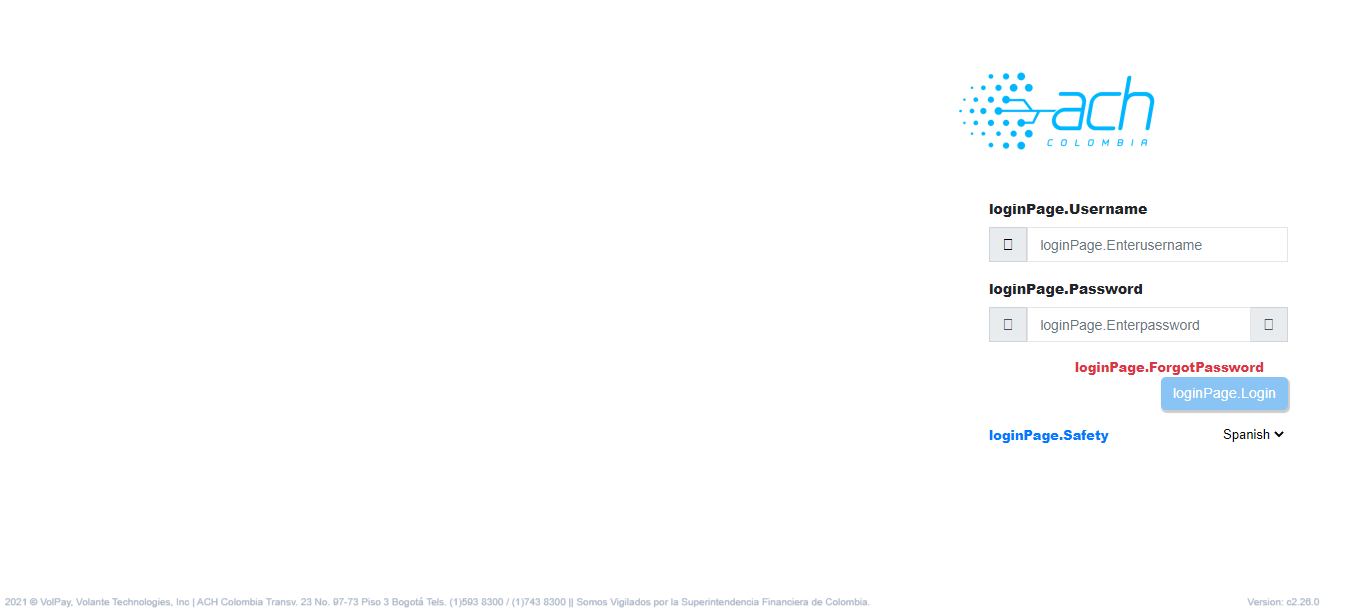 ach
COLOMBIA
loginPage.Username
loginPage.Enterusername
loginPage.Password
loginPage.Enterpassword
loginPage.ForgotPassword
loginPage.Login
loginPage.Safety Spanish
2021 © VolPay, Volante Technologies, Inc | ACH Colombia Transv. 23 No. 97-73 Piso 3 Bogotá Tels. (1)593 8300 / (1)743 8300 || Somos Vigilados por la Superintendencia Financiera de Colombia. Version: c2.26.0